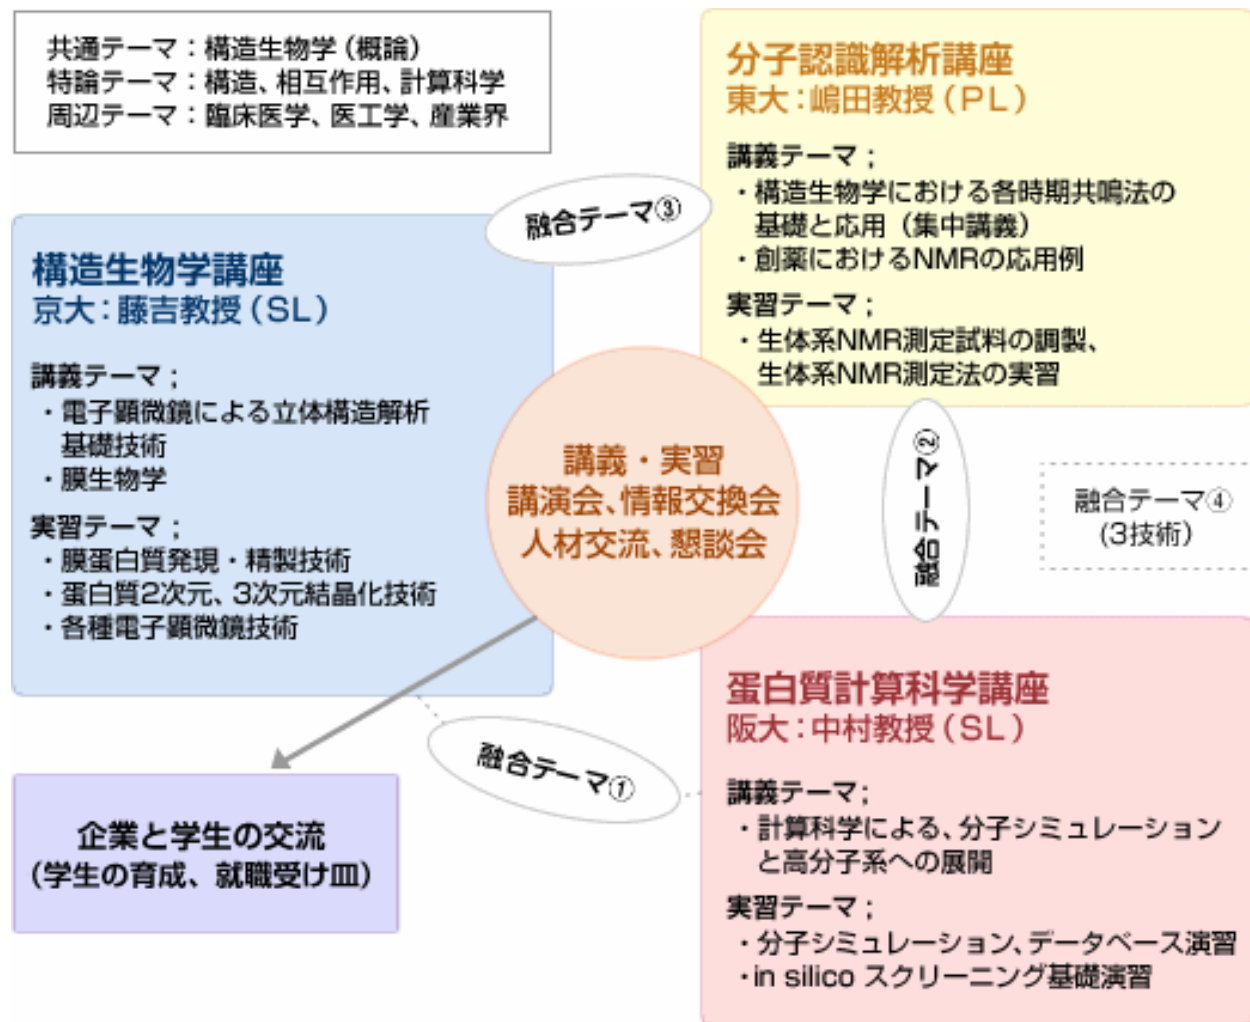 共通テーマ：構造生物学（概論）
特論テーマ：構造、相互作用、計算科学
周辺テーマ：臨床医学、医工学、産業界
分子認識解析講座
東大：嶋田教授（PL）
講義テーマ；
・構造生物学における各時期共鳴法の
基礎と応用（集中講義）
・創薬におけるNMRの応用例
実習テーマ；
・生体系NMR測定試料の調製、
生体系NMR測定法の実習
融合テーマ③
構造生物学講座
京大：藤吉教授（SL）
講義テーマ；
・電子顕微鏡による立体構造解析
基礎技術
・膜生物学
実習テーマ；
・膜蛋白質発現・精製技術
・蛋白質2次元、3次元結晶化技術
・各種電子顕微鏡技術
講義・実習
講演会、情報交換会
人材交流、懇談会
融合テーマ②
融合テーマ④
(3技術）
融合テーマ①
蛋白質計算科学講座
阪大：中村教授（SL）
講義テーマ；
・計算科学による、分子シミュレーション
と高分子系への展開
実習テーマ；
・分子シミュレーション、データベース演習
・in silico スクリーニング基礎演習
企業と学生の交流
（学生の育成、就職受け皿）